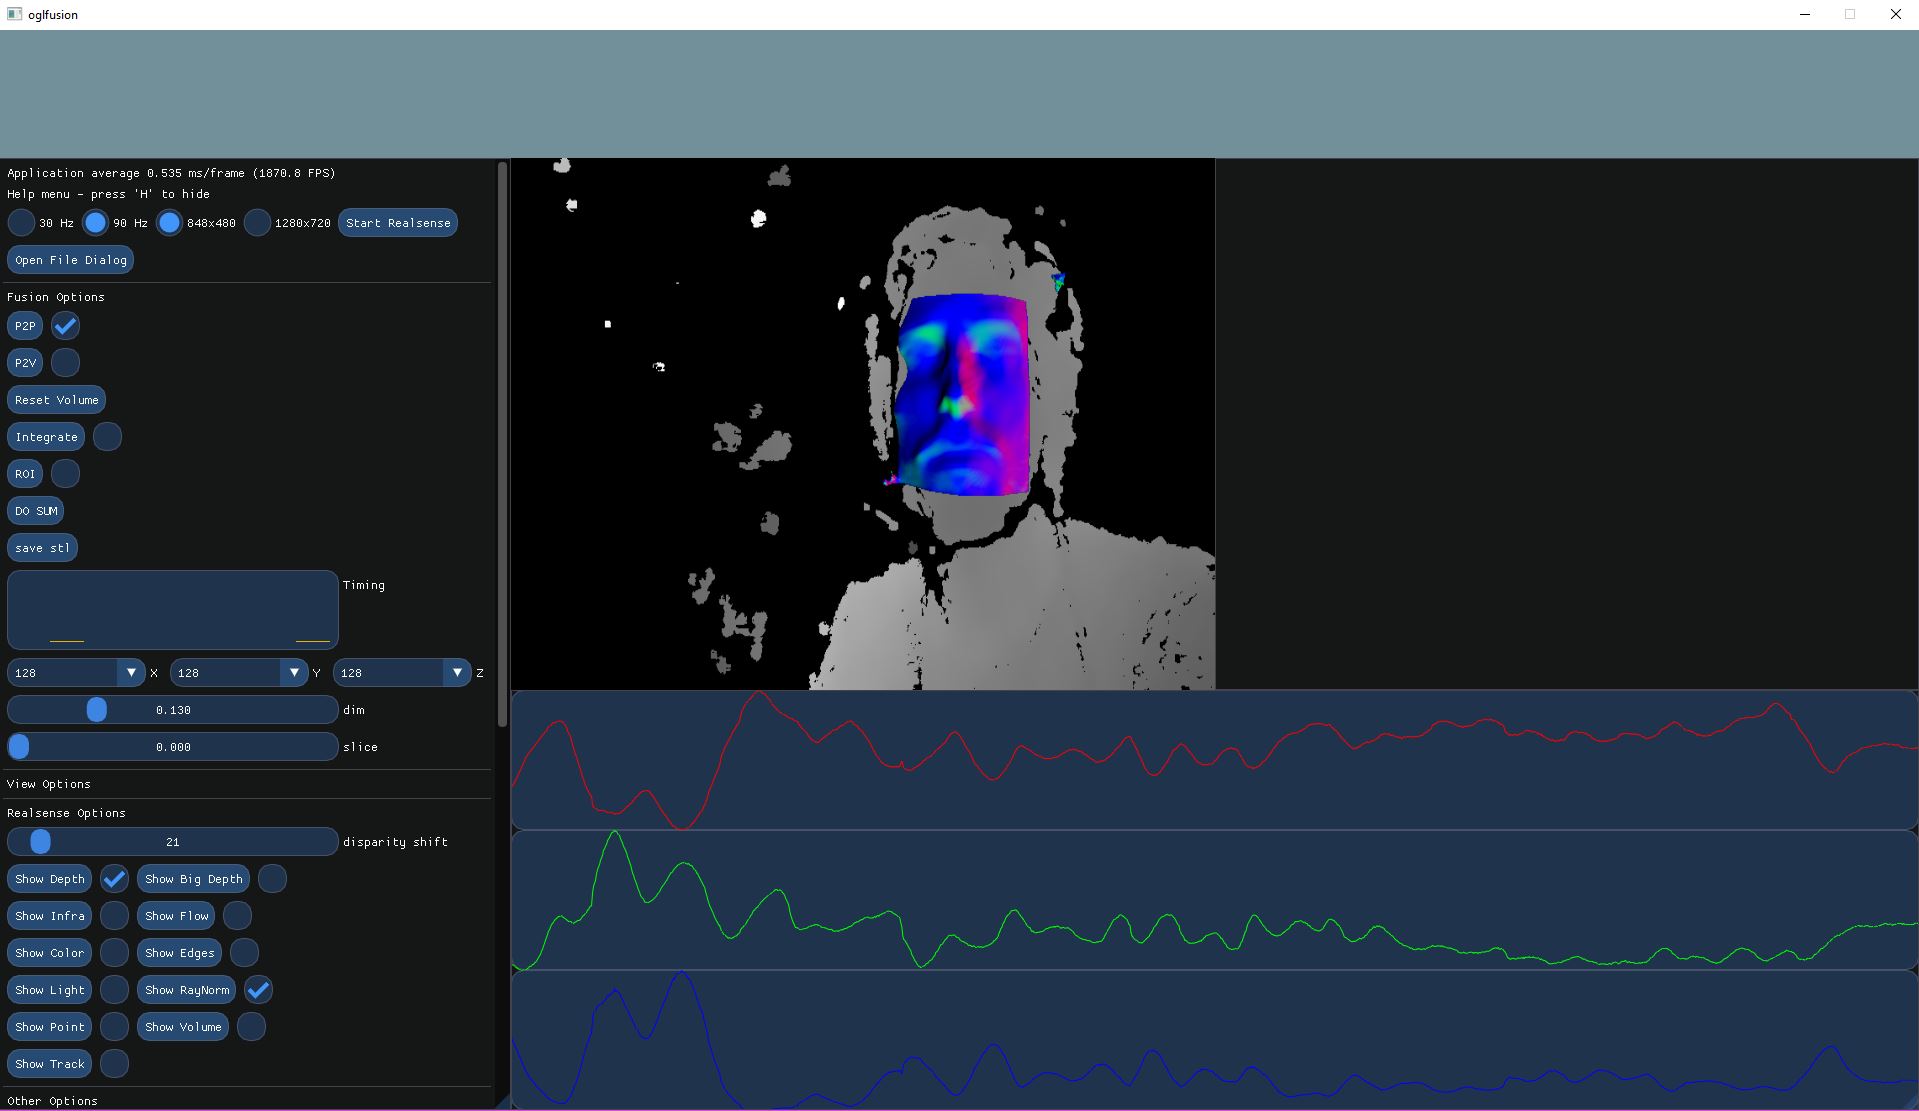 oglfusion
Application average 0.535 ms/frame (1870.8 FPS)
Help menu - press 'H' to hide
30 Hz 90 Hz 848x480 1280x720 Start Realsense
Open File Dialog
Fusion Options
P2P
P2V
Reset Volume
Integrate
ROI
DO SUM
save stl
Timing
128 X 128 Y 128 Z
0.130 dim
0.000 slice
View Options
Realsense Options
21 disparity shift
Show Depth Show Big Depth
Show Infra Show Flow
Show Color Show Edges
Show Light Show RayNorm
Show Point Show Volume
Show Track
Other Options